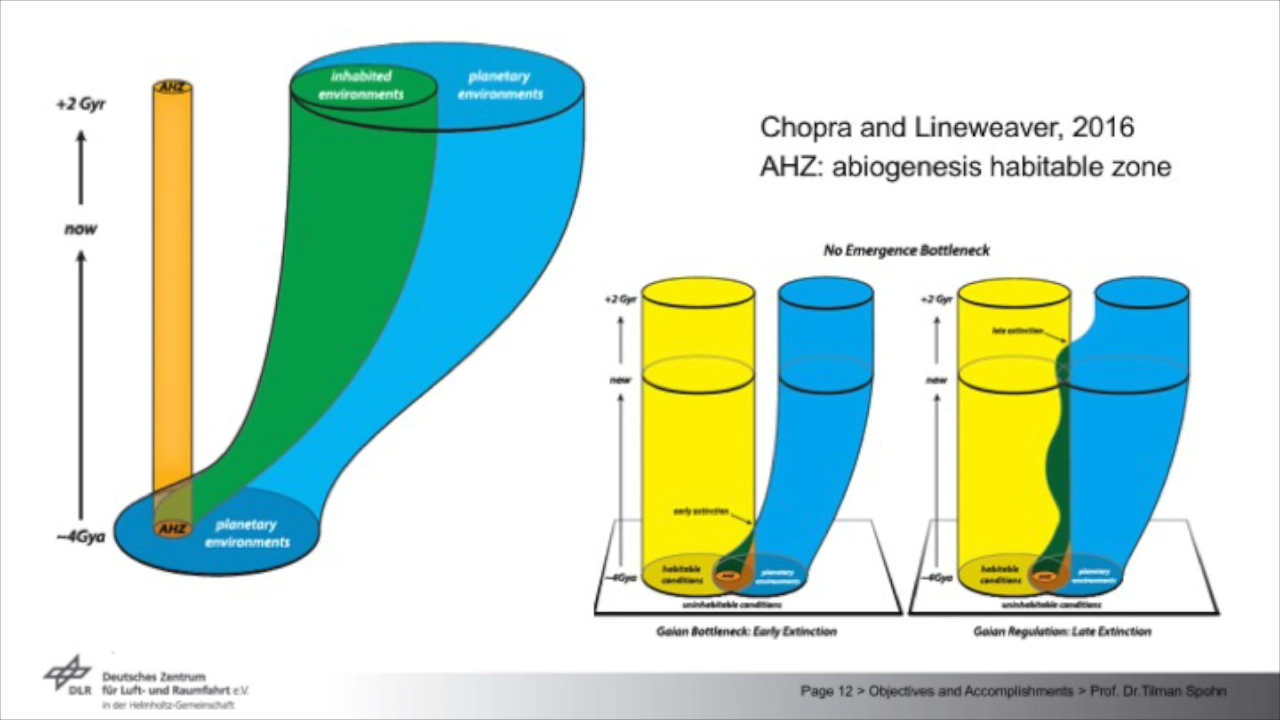 AHZ
inhabited
environments
planetary
environments
+2 Gyr
now
~4Gya
AHZ
planetary
environments
Chopra and Lineweaver, 2016
AHZ: abiogenesis habitable zone
No Emergence Bottleneck
+2 Gyr
now
early extinction
~4Gya
habitable
conditions
AHZ
planetary
environments
uninhabitable conditions
Gaian Bottleneck: Early Extinction
+2 Gyr
late extinction
now
~4Gya
habitable
conditions
AHZ
planetary
environments
uninhabitable conditions
Gaian Regulation: Late Extinction
DLR
Deutsches Zentrum
für Luft- und Raumfahrt e.V.
in der Helmholtz-Gemeinschaft
Page 12 > Objectives and Accomplishments > Prof. Dr. Tilman Spohn